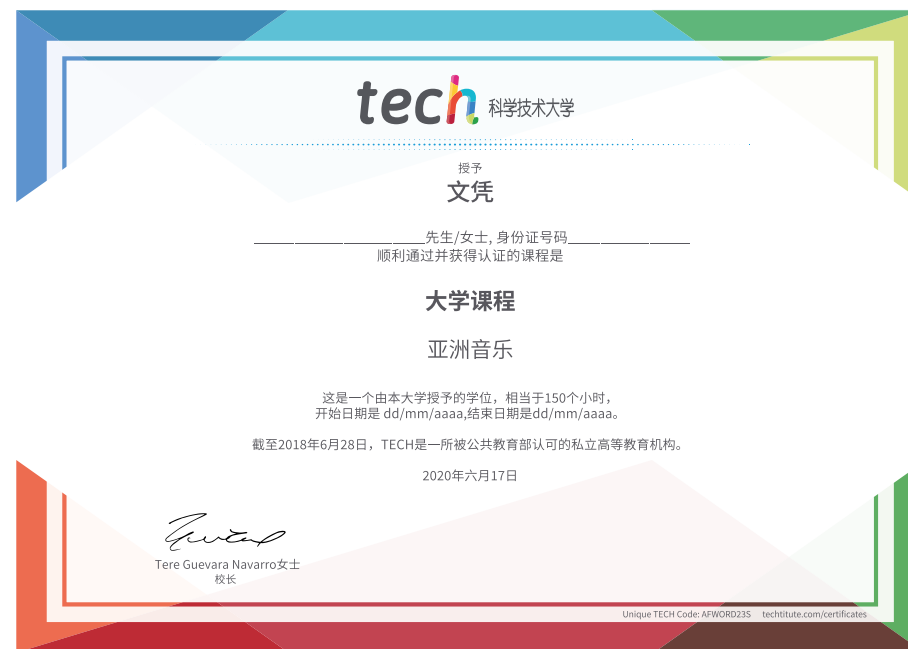 tech 科学技术大学
授予
文凭
先生/女士, 身份证号码
顺利通过并获得认证的课程是
大学课程
亚洲音乐
这是一个由本大学授予的学位，相当于150个小时，
开始日期是 dd/mm/aaaa,结束日期是dd/mm/aaaa。
截至2018年6月28日，TECH是一所被公共教育部认可的私立高等教育机构。
2020年六月17日
Tere Guevara Navarro女士
校长
Unique TECH Code: AFWORD23S techtitute.com/certificates